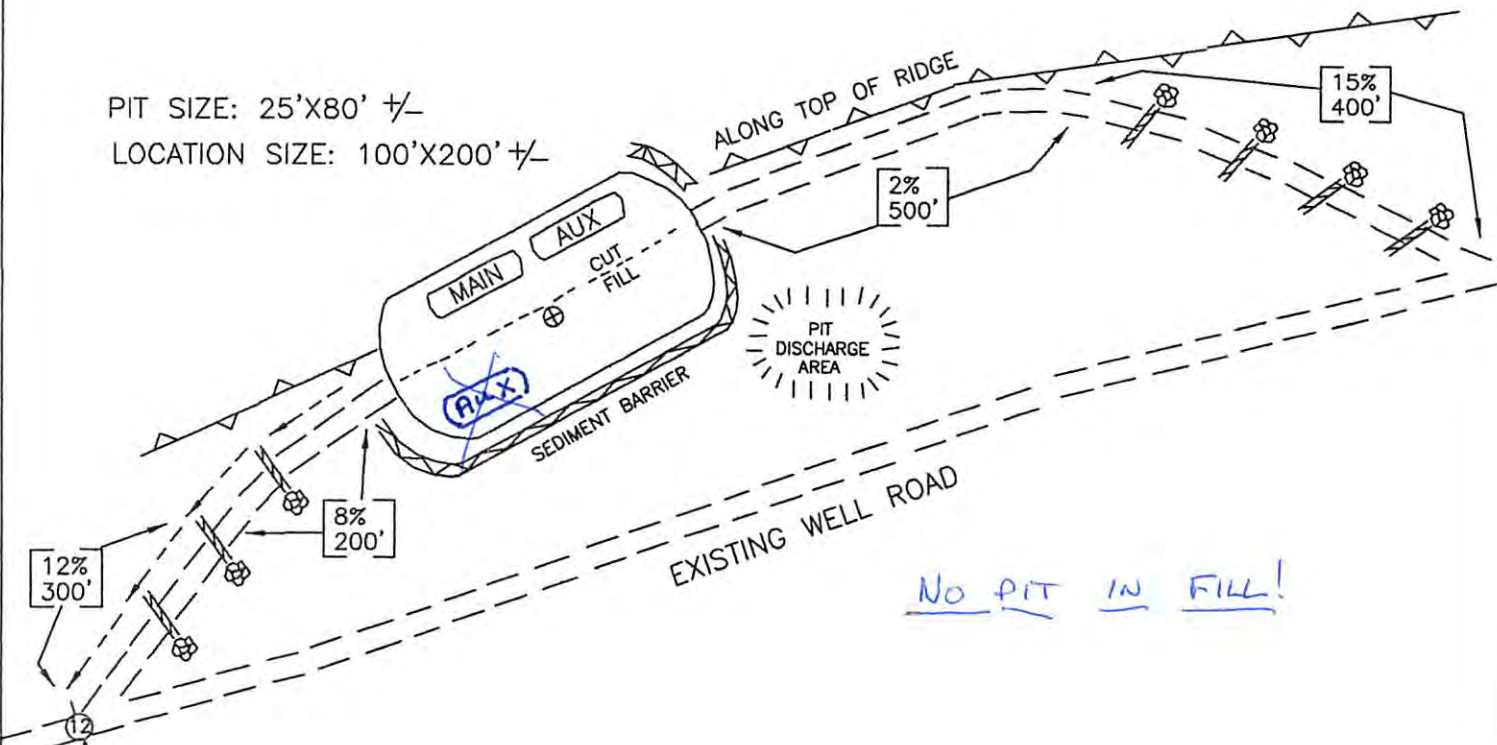 PIT SIZE: 25'X80' +/-
LOCATION SIZE: 100'X200' +/-
ALONG TOP OF RIDGE
15%
400'
2%
500'
AUX
MAIN
CUT
FILL
PIT
DISCHARGE
AREA
AUX
SEDIMENT BARRIER
8%
200'
12%
300'
EXISTING WELL ROAD
NO PIT IN FILL!
12